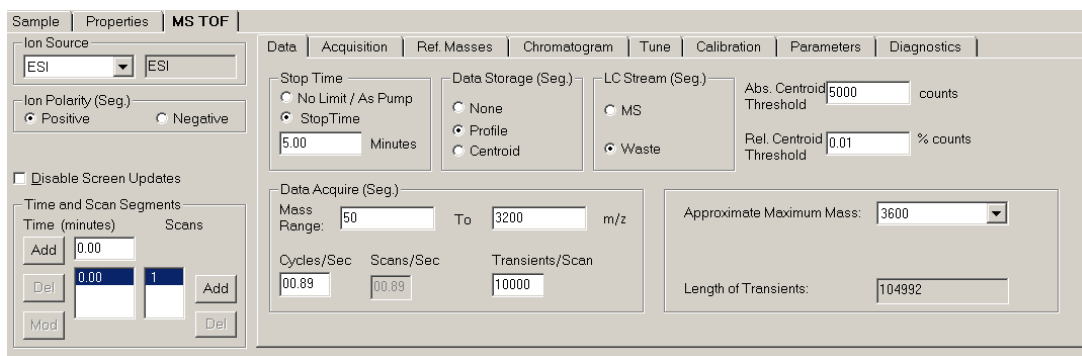 Sample Properties MS TOF
Ion Source
ESI ESI
Ion Polarity (Seg.)
Positive Negative
Disable Screen Updates
Time and Scan Segments
Time (minutes) Scans
Add 0.00
Del 0.00 1 Add
Mod Del
Data Acquisition Ref. Masses Chromatogram Tune Calibration Parameters Diagnostics
Stop Time
No Limit / As Pump
StopTime
5.00 Minutes
Data Storage (Seg.)
None
Profile
Centroid
LC Stream (Seg.)
MS
Waste
Abs. Centroid
Threshold 5000 counts
Rel. Centroid
Threshold 0.01 % counts
Data Acquire (Seg.)
Mass
Range: 50 To 3200 m/z
Cycles/Sec Scans/Sec Transients/Scan
00.89 00.89 10000
Approximate Maximum Mass: 3600
Length of Transients: 104992